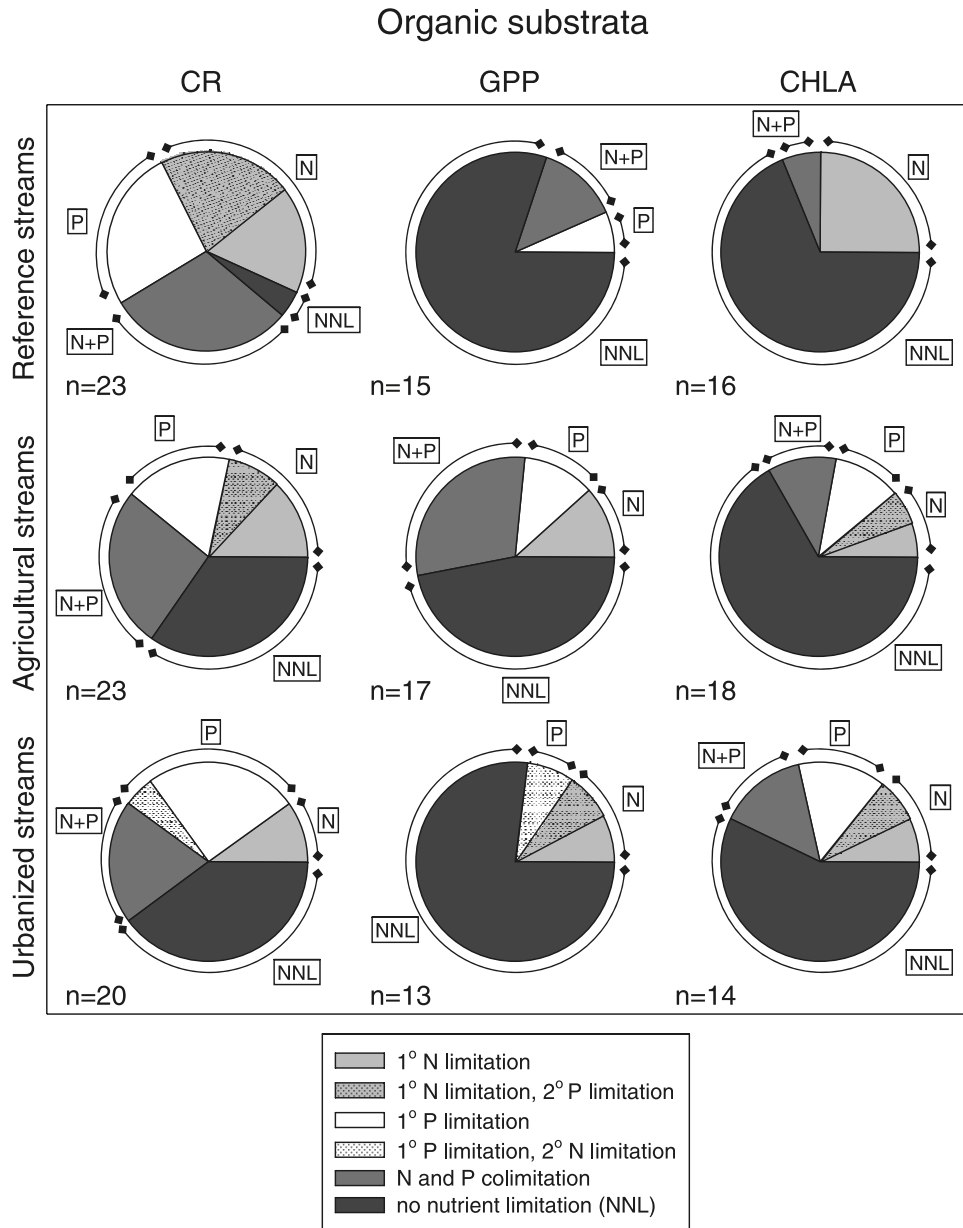 Organic substrata
CR GPP CHLA
Reference streams
N
P
N+P
NNL
n=23
N+P
P
NNL
n=15
N+P
N
NNL
n=16
Agricultural streams
P
N
N+P
NNL
n=23
N+P
P
N
NNL
n=17
N+P
P
N
NNL
n=18
Urbanized streams
P
N+P
N
NNL
n=20
P
N
NNL
n=13
P
N+P
N
NNL
n=14
1° N limitation
1° N limitation, 2° P limitation
1° P limitation
1° P limitation, 2° N limitation
N and P colimitation
no nutrient limitation (NNL)